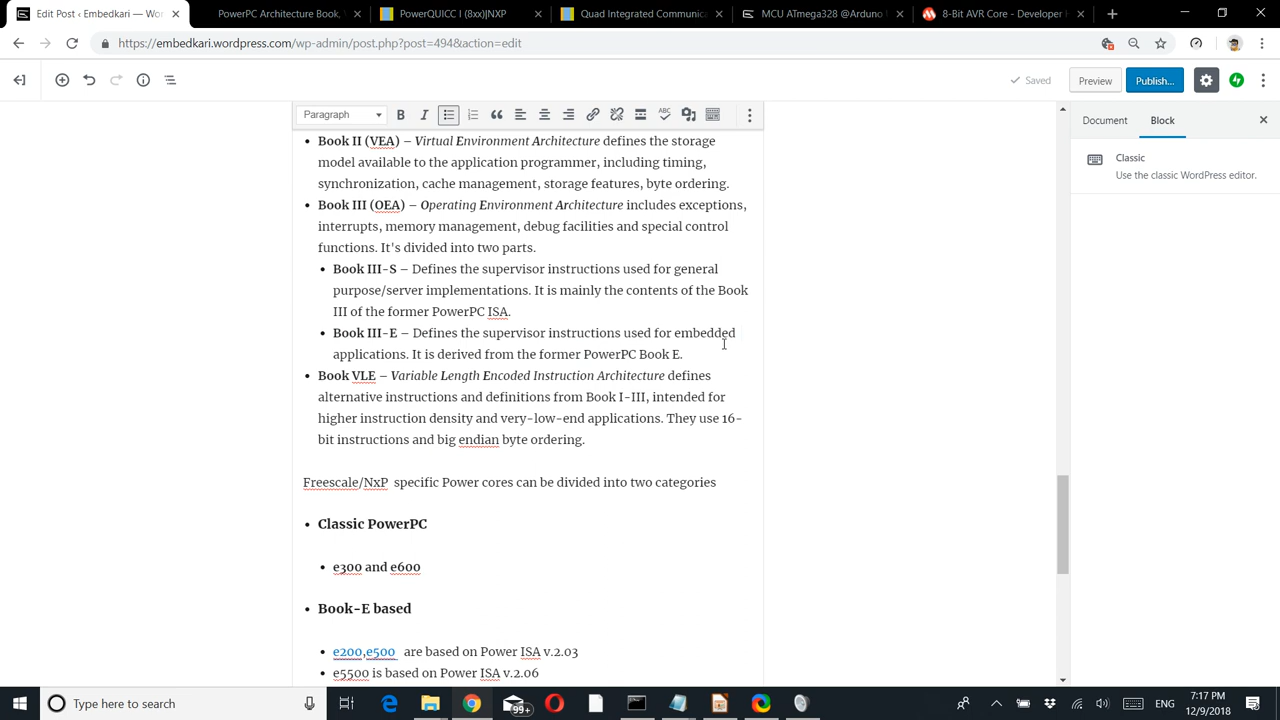 Edit Post ‹ Embedkari — Wor
PowerPC Architecture Book,
PowerQUICC I (8xx)|NXP
Quad Integrated Communica
MCU ATmega328 @Arduino
8-Bit AVR Core - Developer H
https://embedkari.wordpress.com/wp-admin/post.php?post=494&action=edit
Saved
Preview
Publish...
Paragraph
ABC
Document
Block
Classic
Use the classic WordPress editor.
• Book II (VEA) – Virtual Environment Architecture defines the storage
model available to the application programmer, including timing,
synchronization, cache management, storage features, byte ordering.
• Book III (OEA) – Operating Environment Architecture includes exceptions,
interrupts, memory management, debug facilities and special control
functions. It's divided into two parts.
• Book III-S – Defines the supervisor instructions used for general
purpose/server implementations. It is mainly the contents of the Book
III of the former PowerPC ISA.
• Book III-E – Defines the supervisor instructions used for embedded
applications. It is derived from the former PowerPC Book E.
• Book VLE – Variable Length Encoded Instruction Architecture defines
alternative instructions and definitions from Book I-III, intended for
higher instruction density and very-low-end applications. They use 16-
bit instructions and big endian byte ordering.
Freescale/NxP specific Power cores can be divided into two categories
• Classic PowerPC
• e300 and e600
• Book-E based
• e200,e500 are based on Power ISA v.2.03
• e5500 is based on Power ISA v.2.06
Type here to search
99+
ENG
7:17 PM
12/9/2018